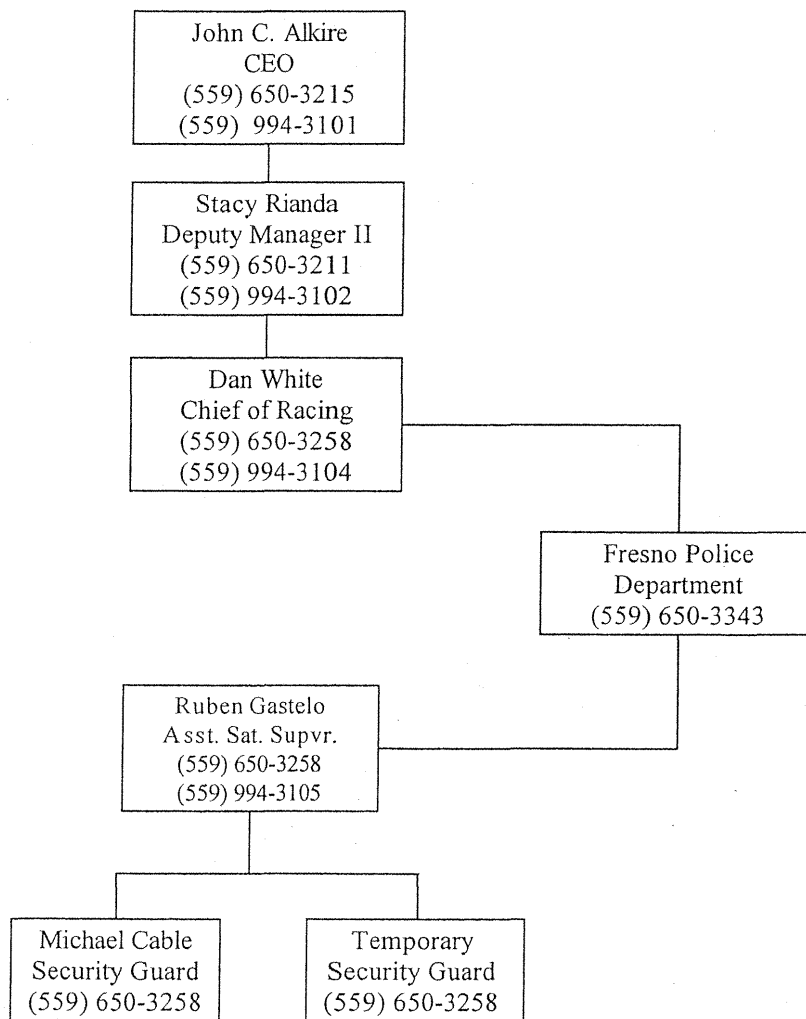 John C. Alkire
CEO
(559) 650-3215
(559) 994-3101
Stacy Rianda
Deputy Manager II
(559) 650-3211
(559) 994-3102
Dan White
Chief of Racing
(559) 650-3258
(559) 994-3104
Fresno Police
Department
(559) 650-3343
Ruben Gastelo
Asst. Sat. Supvr.
(559) 650-3258
(559) 994-3105
Michael Cable
Security Guard
(559) 650-3258
Temporary
Security Guard
(559) 650-3258